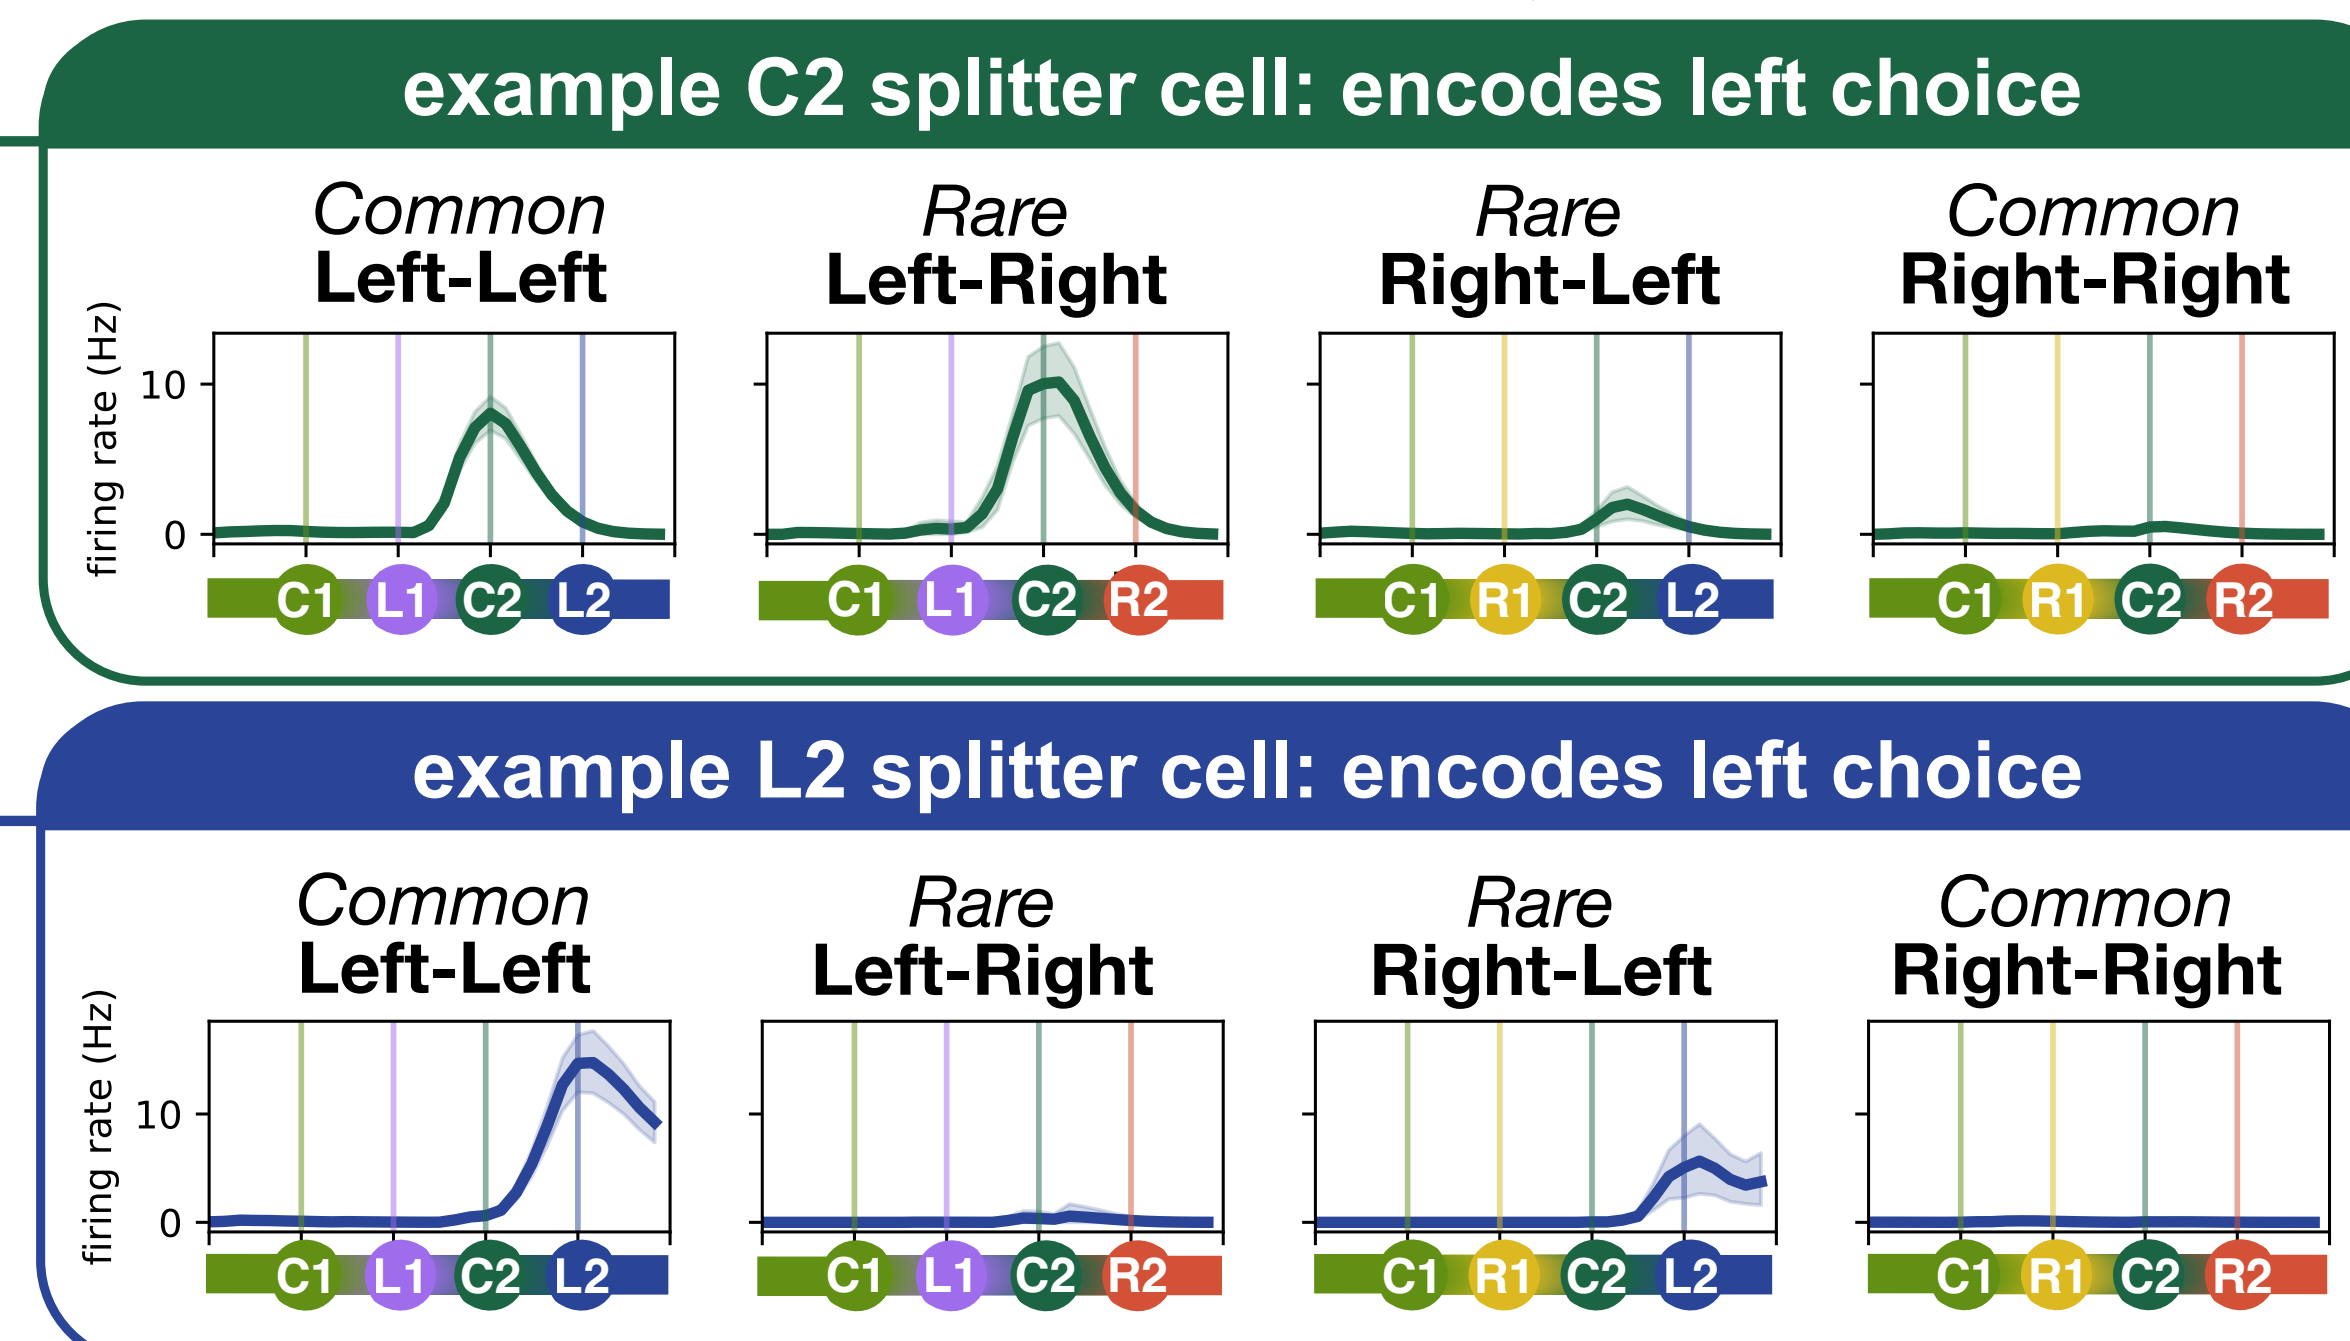 example C2 splitter cell: encodes left choice
Common Rare Rare Common
Left-Left Left-Right Right-Left Right-Right
firing rate (Hz)
10
0
C1 L1 C2 L2 C1 L1 C2 R2 C1 R1 C2 L2 C1 R1 C2 R2
example L2 splitter cell: encodes left choice
Common Rare Rare Common
Left-Left Left-Right Right-Left Right-Right
firing rate (Hz)
10
0
C1 L1 C2 L2 C1 L1 C2 R2 C1 R1 C2 L2 C1 R1 C2 R2